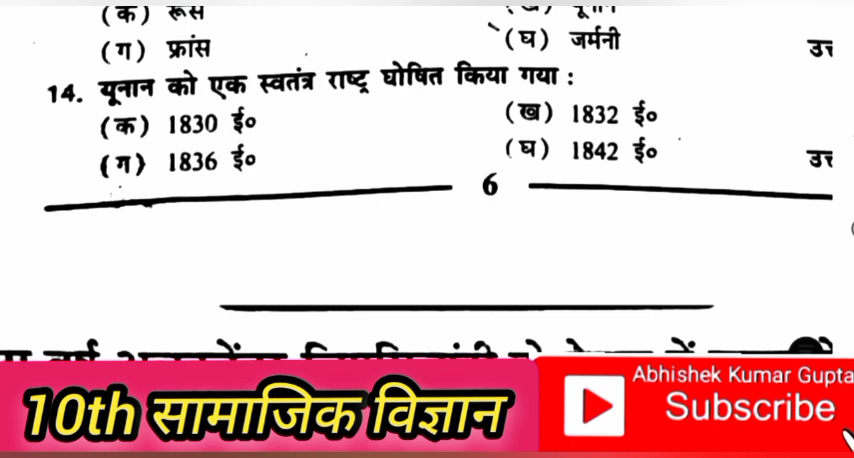 (क) रूस
(ग) फ्रांस (घ) जर्मनी
14. यूनान को एक स्वतंत्र राष्ट्र घोषित किया गया :
(क) 1830 ई० (ख) 1832 ई०
(ग) 1836 ई० (घ) 1842 ई०
6
10th सामाजिक विज्ञान
Abhishek Kumar Gupta
Subscribe